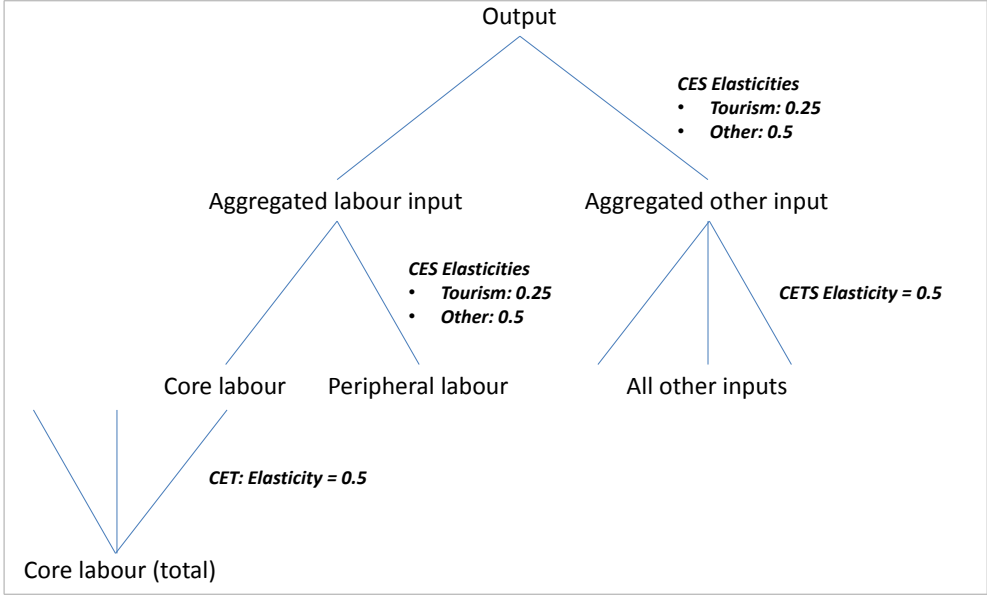 Output
CES Elasticities
• Tourism: 0.25
• Other: 0.5
Aggregated labour input
Aggregated other input
CES Elasticities
• Tourism: 0.25
• Other: 0.5
CETS Elasticity = 0.5
Core labour
Peripheral labour
All other inputs
CET: Elasticity = 0.5
Core labour (total)